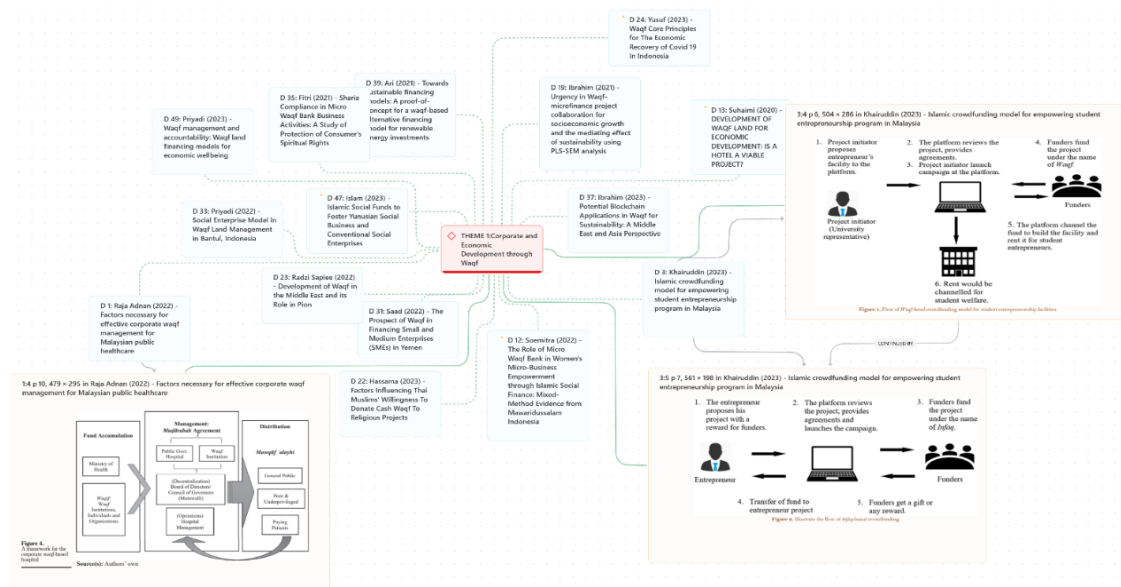 D 24: Yusuf (2023) -
Waqf Core Principles
for The Economic
Recovery of Covid 19
In Indonesia
D 39: Ari (2021) - Towards
sustainable financing
models: A proof-of-
concept for a waqf-based
alternative financing
model for renewable
energy investments
D 35: Fitri (2021) - Sharia
Compliance in Micro
Waqf Bank Business
Activities: A Study of
Protection of Consumer's
Spiritual Rights
D 19: Ibrahim (2021) -
Urgency in Waqf-
microfinance project
collaboration for
socioeconomic growth
and the mediating effect
of sustainability using
PLS-SEM analysis
D 13: Suhaimi (2020) -
DEVELOPMENT OF
WAQF LAND FOR
ECONOMIC
DEVELOPMENT: IS A
HOTEL A VIABLE
PROJECT?
D 49: Priyadi (2023) -
Waqf management and
accountability: Waqf land
financing models for
economic wellbeing
D 47: Islam (2023) -
Islamic Social Funds to
Foster Yunusian Social
Business and
Conventional Social
Enterprises
D 37: Ibrahim (2023) -
Potential Blockchain
Applications in Waqf for
Sustainability: A Middle
East and Asia Perspective
D 33: Priyadi (2022) -
Social Enterprise Model in
Waqf Land Management
in Bantul, Indonesia
THEME 1:Corporate and
Economic
Development through
Waqf
D 23: Radzi Sapiee (2022)
- Development of Waqf in
the Middle East and Its
Role in Pion
D 3: Khairuddin (2023) -
Islamic crowdfunding
model for empowering
student entrepreneurship
program in Malaysia
D 1: Raja Adnan (2022) -
Factors necessary for
effective corporate waqf
management for
Malaysian public
healthcare
D 31: Saad (2022) - The
Prospect of Waqf in
Financing Small and
Medium Enterprises
(SMEs) in Yemen
D 12: Soemitra (2022) -
The Role of Micro
Waqf Bank in Women's
Micro-Business
Empowerment through
Islamic Social
Finance: Mixed-
Method Evidence from
Mawaridussalam
Indonesia
D 22: Hassama (2023) -
Factors Influencing Thai
Muslims' Willingness To
Donate Cash Waqf To
Religious Projects
3:4 p 6, 504 × 286 in Khairuddin (2023) - Islamic crowdfunding model for empowering student
entrepreneurship program in Malaysia
1. Project initiator
proposes
entrepreneur's
facility to the
platform.
2. The platform reviews the
project, provides
agreements.
3. Project initiator launch
campaign at the platform.
4. Funders fund
the project
under the name
of Waqf.
Project initiator
(University
representative)
Funders
5. The platform channel the
fund to build the facility and
rent it for student
entrepreneurs.
6. Rent would be
channelled for
student welfare.
Figure 5. Flow of Waqf-based crowdfunding model for student entrepreneurship facilities.
3:5 p 7, 561 × 198 in Khairuddin (2023) - Islamic crowdfunding model for empowering student
entrepreneurship program in Malaysia
1. The entrepreneur
proposes his
project with a
reward for funders.
2. The platform reviews
the project, provides
agreements and
launches the campaign.
3. Funders fund
the project
under the name
of Infaq.
Entrepreneur
Funders
4. Transfer of fund to
entrepreneur project
5. Funders get a gift or
any reward.
1:4 p 10, 479 × 295 in Raja Adnan (2022) - Factors necessary for effective corporate waqf
management for Malaysian public healthcare
Fund Accumulation
Ministry of
Health
Waqif
Waqf
Institutions,
Individuals and
Organizations
Management:
Mudarabah Agreement
Public Govt.
Hospital
Waqf
Institution
(Decentralization)
Board of Directors/
Council of Governors
(Mutawalli)
(Operations)
Hospital
Management
Distribution
Mawquf 'alayhi
General Public
Poor &
Underprivileged
Paying
Patients
Figure 4.
A framework for the
corporate waqf-based
hospital
Source(s): Authors' own